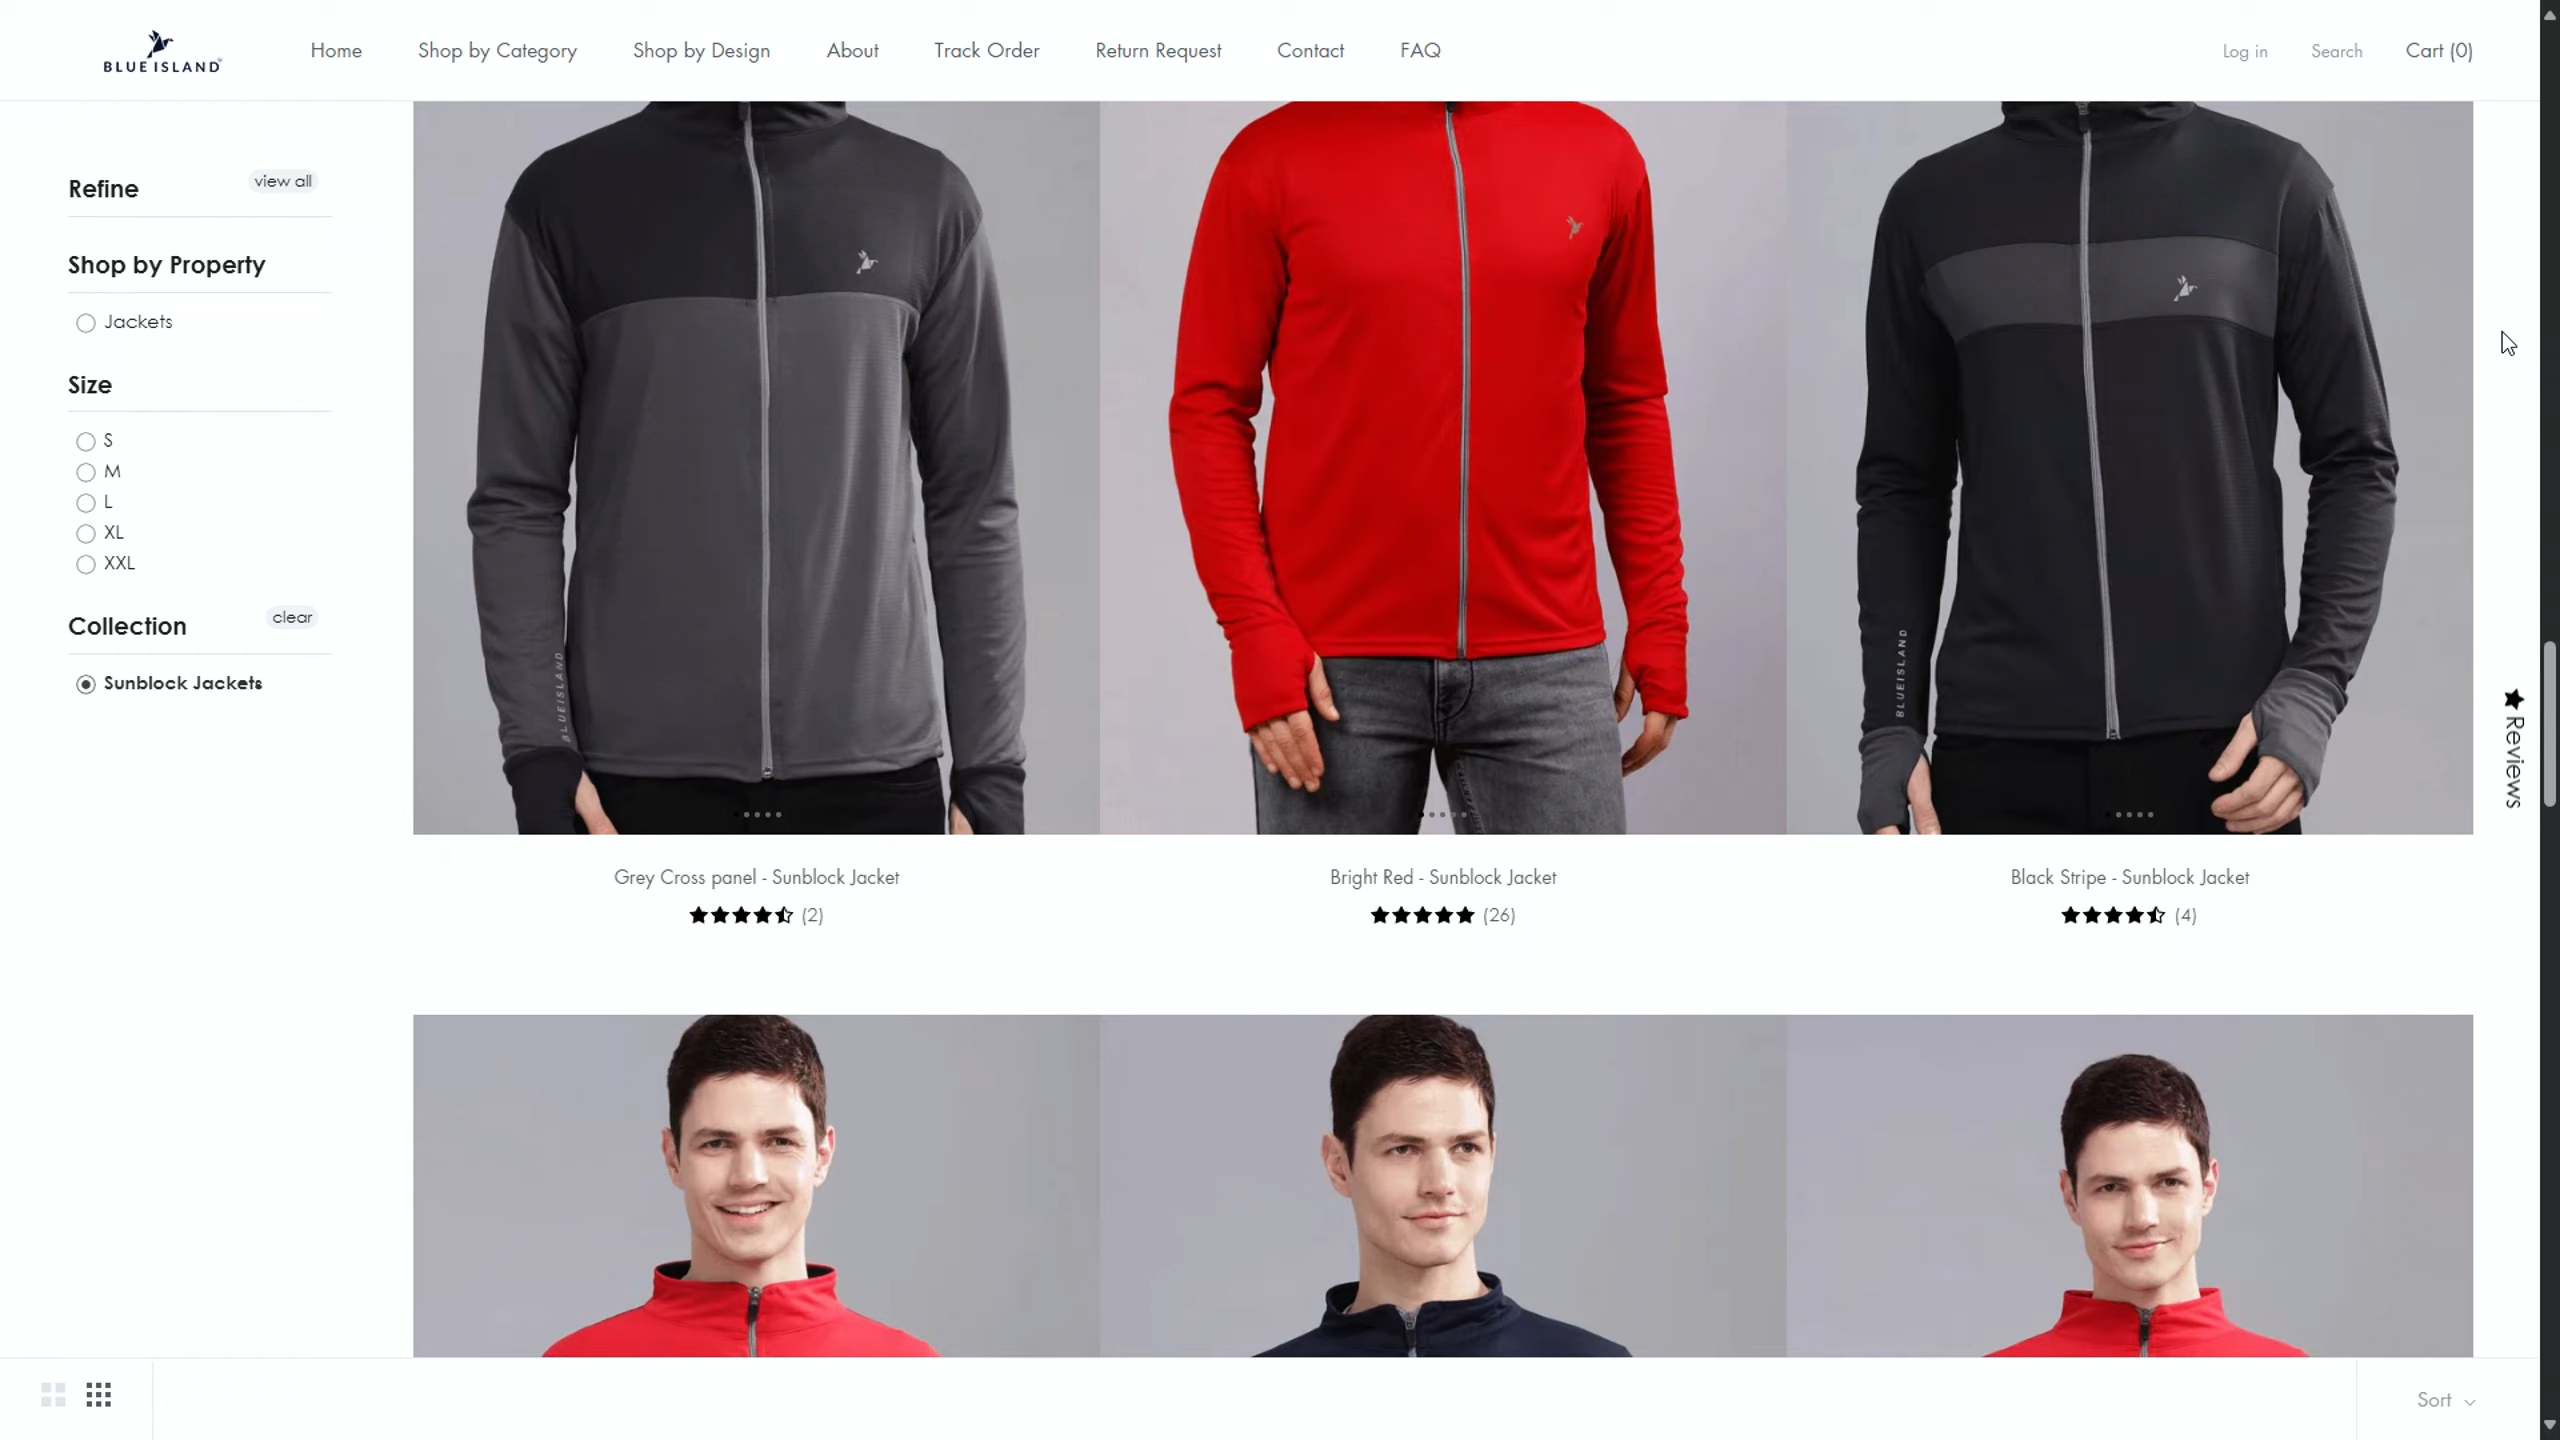 BLUE ISLAND
Home
Shop by Category
Shop by Design
About
Track Order
Return Request
Contact
FAQ
Log in
Search
Cart (0)
Refine
view all
Shop by Property
Jackets
Size
S
M
L
XL
XXL
Collection
clear
Sunblock Jackets
BLUEISLAND
BLUEISLAND
Reviews
Grey Cross panel - Sunblock Jacket
(2)
Bright Red - Sunblock Jacket
(26)
Black Stripe - Sunblock Jacket
(4)
Sort